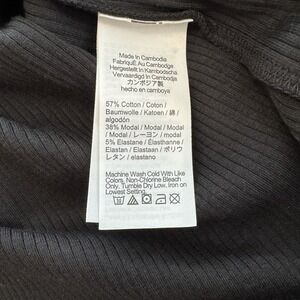 Made in Cambodia
Fabriqué Au Cambodge
Hergestellt in Kambodscha
Vervaardigd In Cambodja
カンボジア製
hecho en camboya
57% Cotton / Coton /
Baumwolle / Katoen / 綿 /
algodón
38% Modal / Modal / Modal
/ Modal / レーヨン / modal
5% Elastane / Élasthanne /
Elastan / Elastaan / ポリウ
レタン / elastano
Machine Wash Cold With Like
Colors. Non-Chlorine Bleach
Only. Tumble Dry Low. Iron on
Lowest Setting.